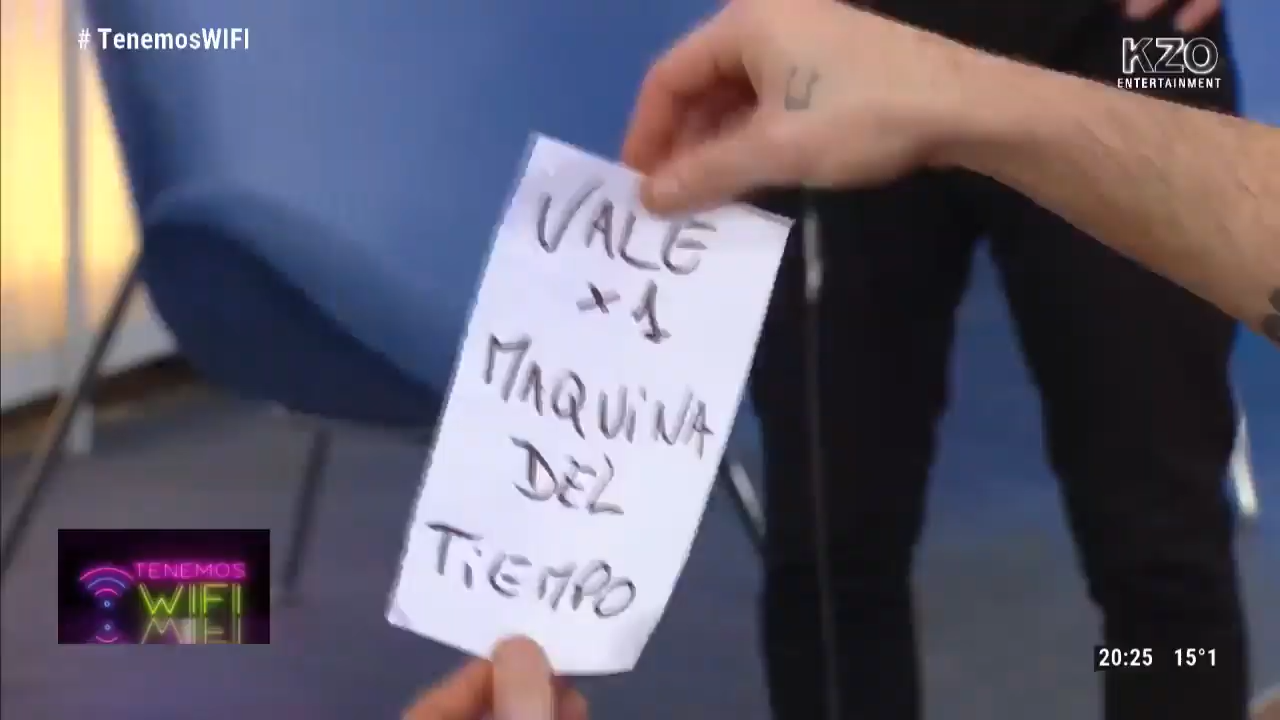 # TenemosWIFI
KZO
ENTERTAINMENT
VALE
x1
MAQUiNA
DEL
TiEMPO
TENEMOS
WIFI
20:25 15°1